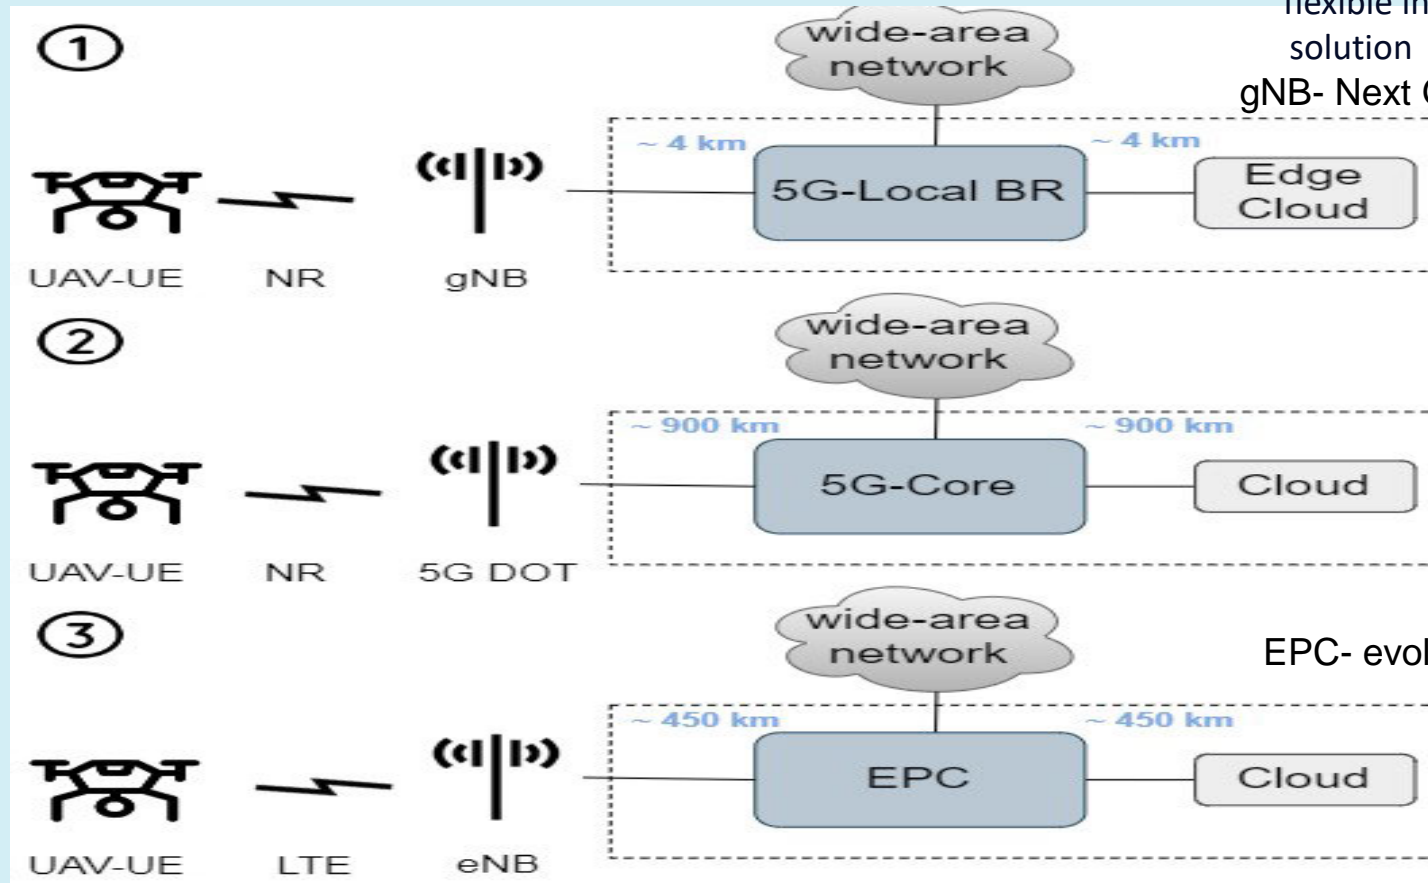 flexible in
solution
gNB- Next
1
wide-area
network
~ 4 km
~ 4 km
5G-Local BR
Edge
Cloud
UAV-UE NR gNB
2
wide-area
network
~ 900 km
~ 900 km
5G-Core
Cloud
UAV-UE NR 5G DOT
3
wide-area
network
EPC- evol
~ 450 km
~ 450 km
EPC
Cloud
UAV-UE LTE eNB